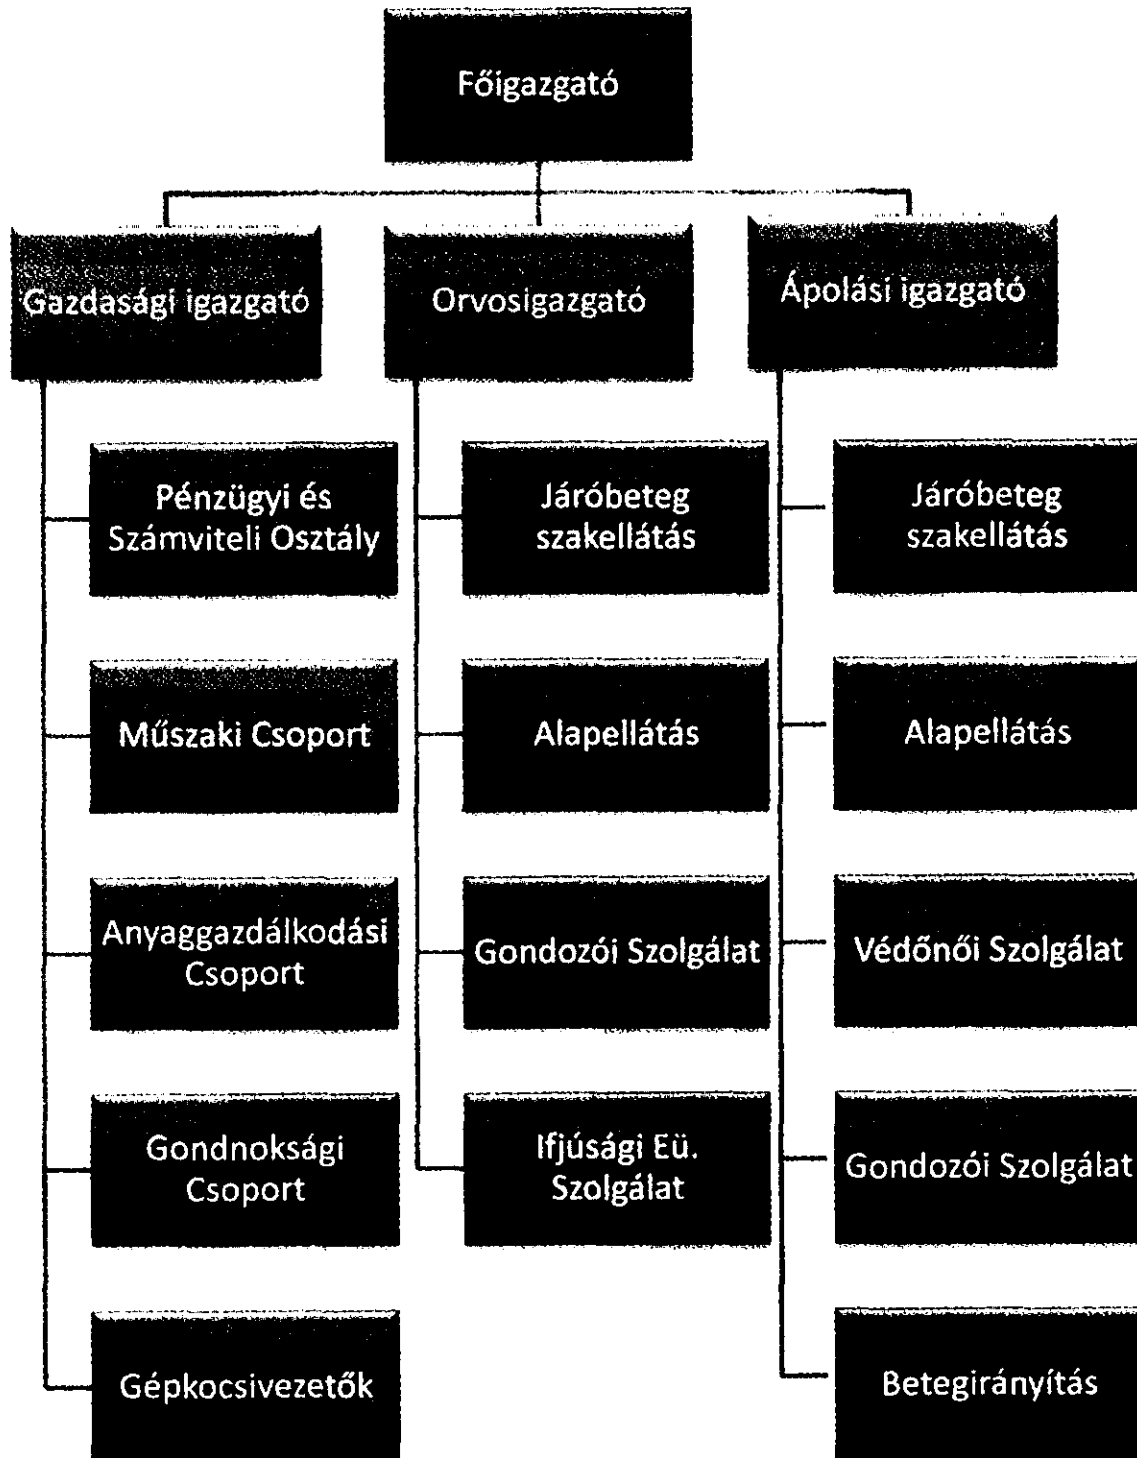 Főigazgató
Gazdasági igazgató
Orvosigazgató
Ápolási igazgató
Pénzügyi és
Számviteli Osztály
Műszaki Csoport
Anyaggazdálkodási
Csoport
Gondnoksági
Csoport
Gépkocsivezetők
Járóbeteg
szakellátás
Alapellátás
Gondozói Szolgálat
Ifjúsági Eü.
Szolgálat
Járóbeteg
szakellátás
Alapellátás
Védőnői Szolgálat
Gondozói Szolgálat
Betegirányítás